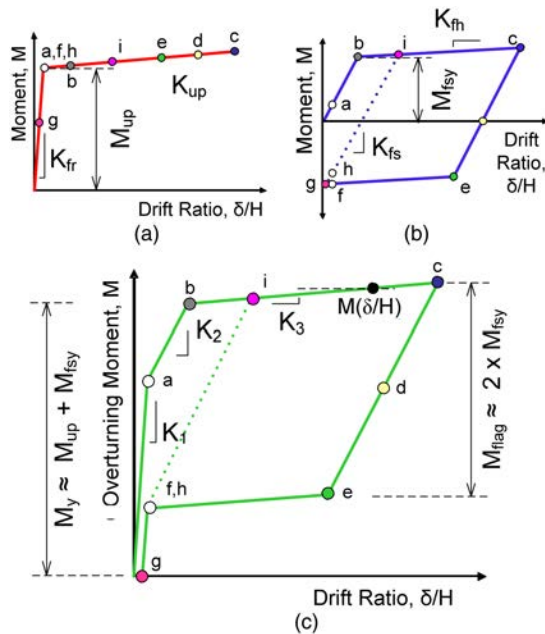 Moment, M
a,f,h
b
i
e
d
c
K_up
M_up
g
K_fr
Drift Ratio, δ/H
(a)
Moment, M
b
i
K_fh
c
a
M_fsy
Drift
Ratio,
δ/H
K_fs
h
g
f
e
(b)
Overturning Moment, M
M_y ≈ M_up + M_fsy
b
i
c
K_2
K_3
M(δ/H)
a
K_1
d
M_flag ≈ 2 x M_fsy
f,h
e
g
Drift Ratio, δ/H
(c)